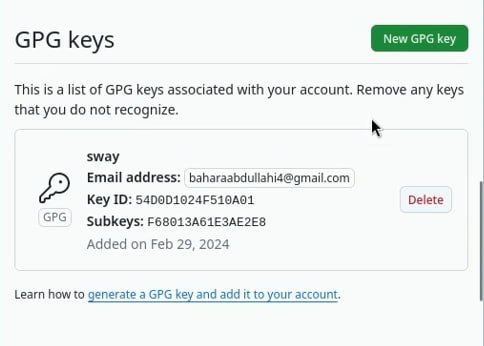 GPG keys
New GPG key
This is a list of GPG keys associated with your account. Remove any keys
that you do not recognize.
sway
Email address: baharaabdullahi4@gmail.com
Key ID: 54D0D1024F510A01
Subkeys: F68013A61E3AE2E8
Added on Feb 29, 2024
GPG
Delete
Learn how to generate a GPG key and add it to your account.